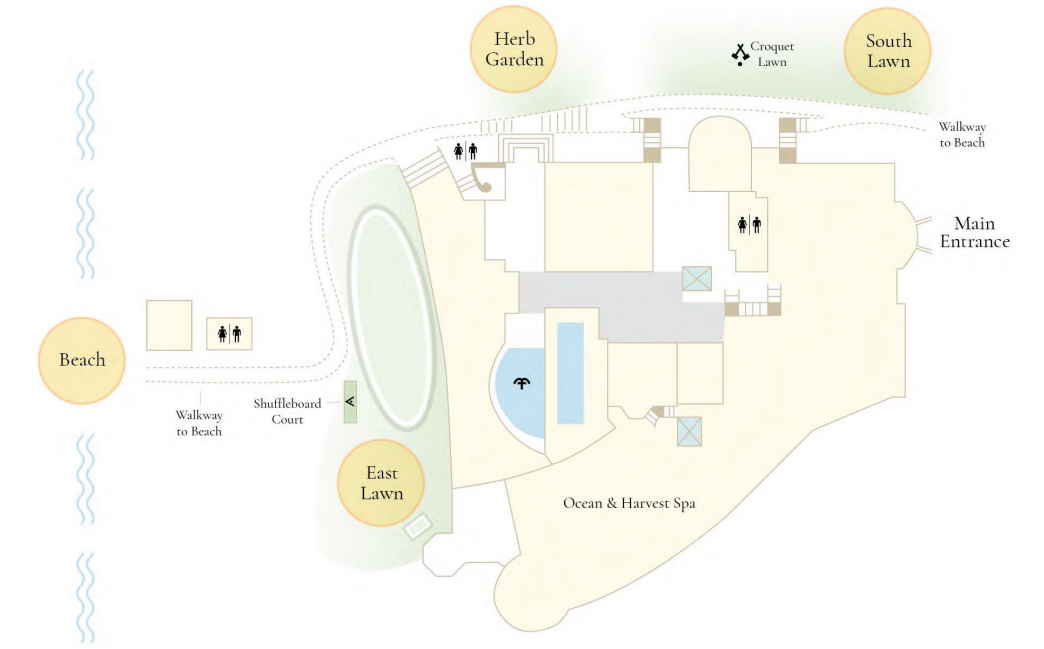 Herb
Garden
Croquet
Lawn
South
Lawn
Walkway
to Beach
Main
Entrance
Beach
Walkway
to Beach
Shuffleboard
Court
East
Lawn
Ocean & Harvest Spa